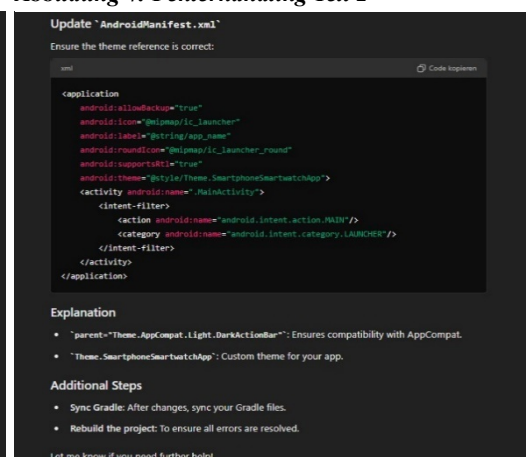 Update `AndroidManifest.xml`
Ensure the theme reference is correct:
xml
Code kopieren
<application
android:allowBackup="true"
android:icon="@mipmap/ic_launcher"
android:label="@string/app_name"
android:roundIcon="@mipmap/ic_launcher_round"
android:supportsRtl="true"
android:theme="@style/Theme.SmartphoneSmartwatchApp">
<activity android:name=".MainActivity">
<intent-filter>
<action android:name="android.intent.action.MAIN"/>
<category android:name="android.intent.category.LAUNCHER"/>
</intent-filter>
</activity>
</application>
Explanation
• `parent="Theme.AppCompat.Light.DarkActionBar"`: Ensures compatibility with AppCompat.
• `Theme.SmartphoneSmartwatchApp`: Custom theme for your app.
Additional Steps
• Sync Gradle: After changes, sync your Gradle files.
• Rebuild the project: To ensure all errors are resolved.
Let me know if you need further help!